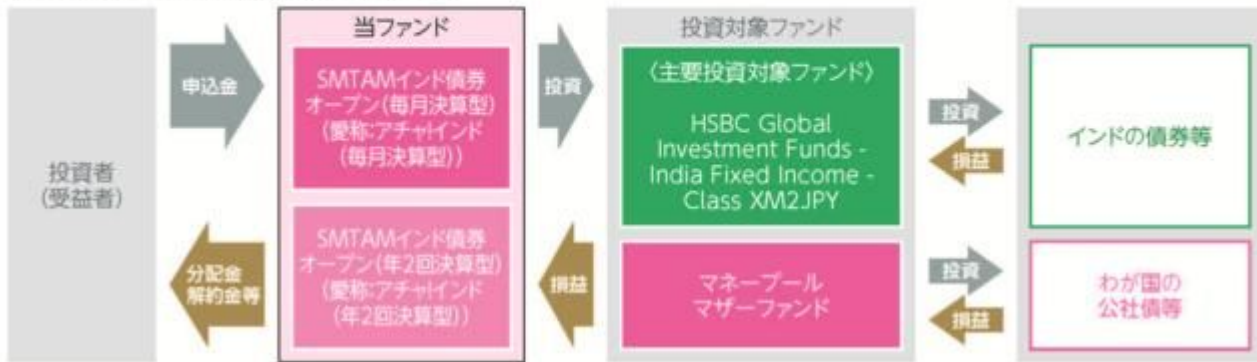 投資者
(受益者)
申込金
分配金
解約金等
当ファンド
SMTAMインド債券
オープン(毎月決算型)
(愛称:アチャ!インド
(毎月決算型))
SMTAMインド債券
オープン(年2回決算型)
(愛称:アチャ!インド
(年2回決算型))
投資
損益
投資対象ファンド
〈主要投資対象ファンド〉
HSBC Global
Investment Funds -
India Fixed Income -
Class XM2JPY
マネープール
マザーファンド
投資
損益
投資
損益
インドの債券等
わが国の
公社債等